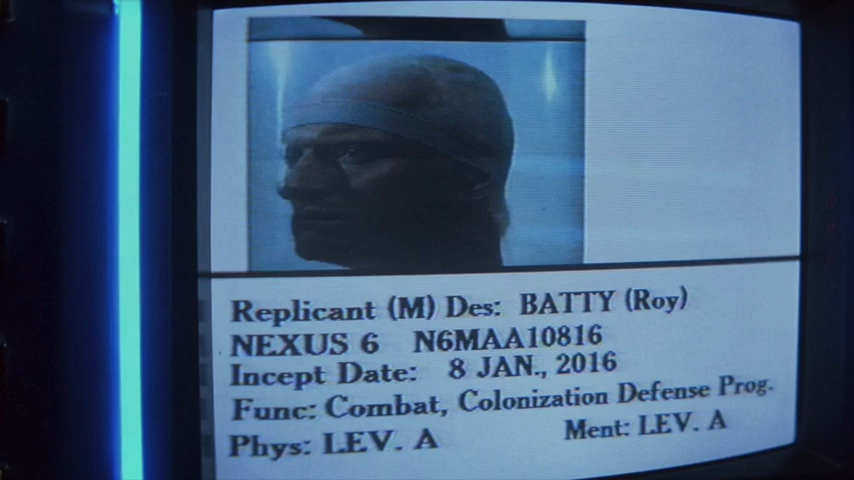 Replicant (M) Des: BATTY (Roy)
NEXUS 6 N6MAA10816
Incept Date: 8 JAN., 2016
Func: Combat, Colonization Defense Prog.
Phys: LEV. A Ment: LEV. A